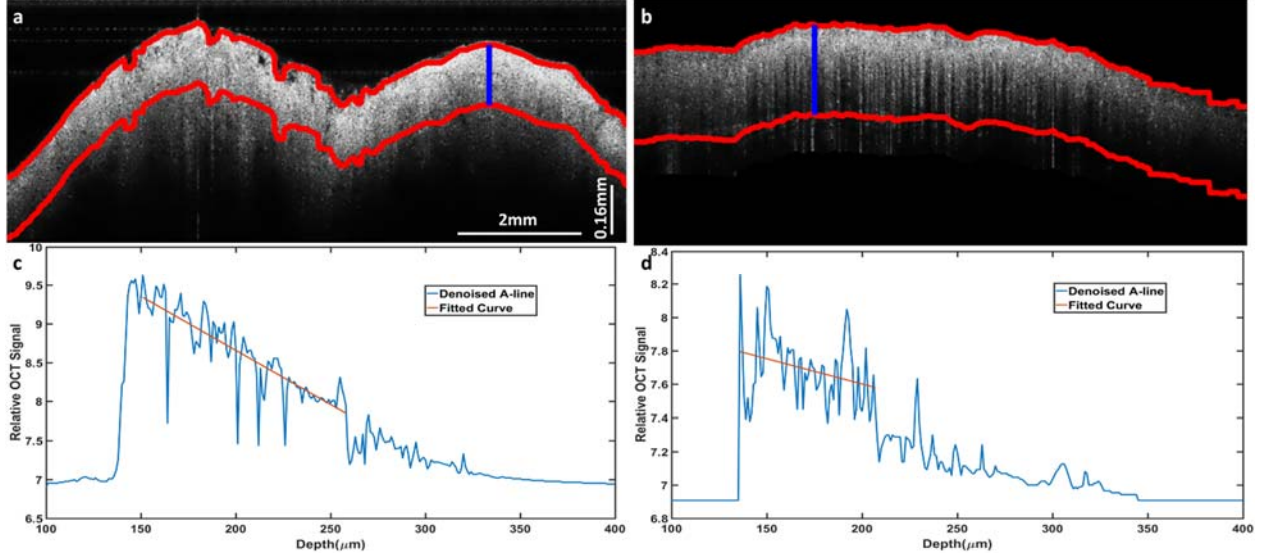 a
b
2mm
0.16mm
c
10
9.5
9
8.5
8
7.5
7
6.5
Relative OCT Signal
Denoised A-line
Fitted Curve
100
150
200
250
300
350
400
Depth(μm)
d
8.4
8.2
8
7.8
7.6
7.4
7.2
7
6.8
Relative OCT Signal
Denoised A-line
Fitted Curve
100
150
200
250
300
350
400
Depth(μm)